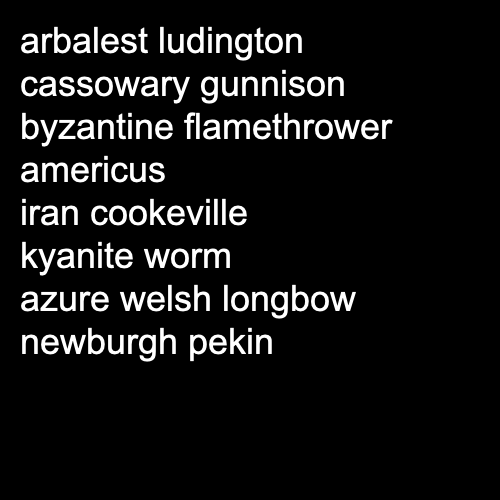 arbalest ludington
cassowary gunnison
byzantine flamethrower
americus
iran cookeville
kyanite worm
azure welsh longbow
newburgh pekin